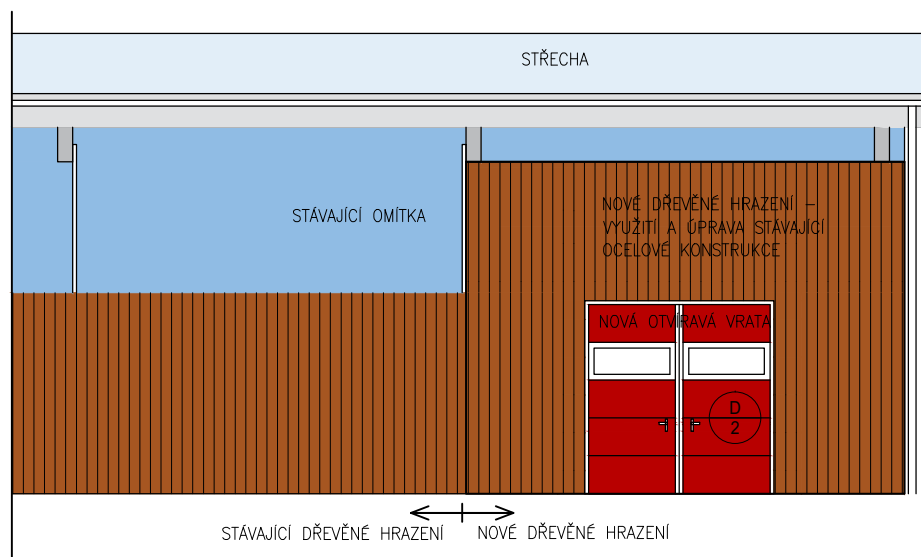 STŘECHA
STÁVAJÍCÍ OMÍTKA
NOVÉ DŘEVĚNÉ HRAZENÍ –
VYUŽITÍ A ÚPRAVA STÁVAJÍCÍ
OCELOVÉ KONSTRUKCE
NOVÁ OTVÍRAVÁ VRATA
D
2
STÁVAJÍCÍ DŘEVĚNÉ HRAZENÍ
NOVÉ DŘEVĚNÉ HRAZENÍ